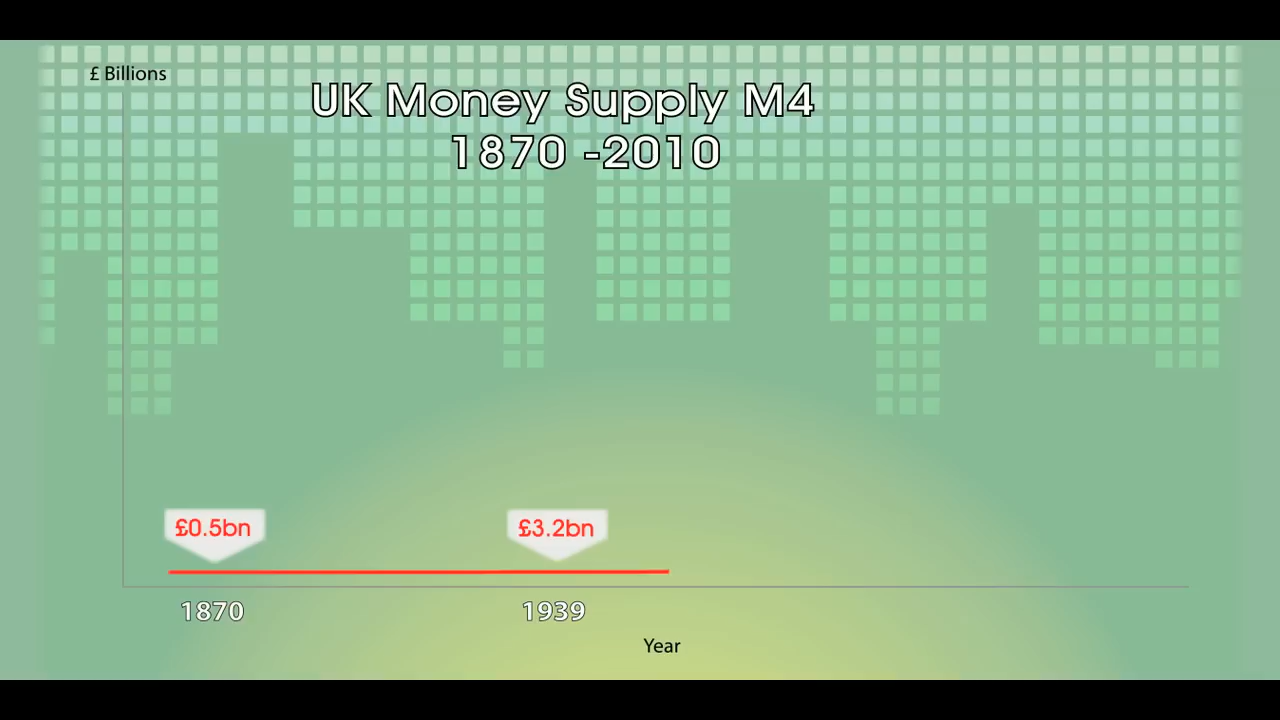 £ Billions
UK Money Supply M4
1870 -2010
£0.5bn
£3.2bn
1870
1939
Year